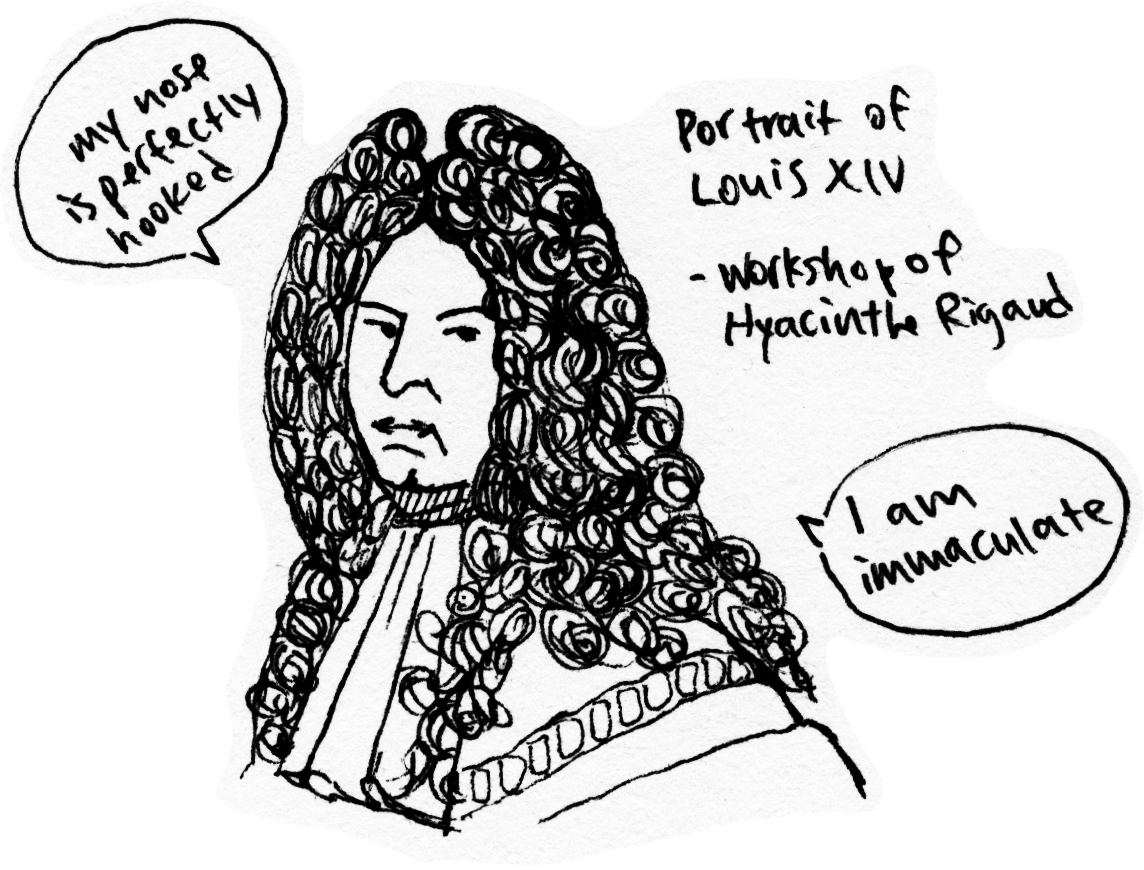 my nose
is perfectly
hooked
Portrait of
Louis XIV
- Workshop of
Hyacinthe Rigaud
I am
immaculate